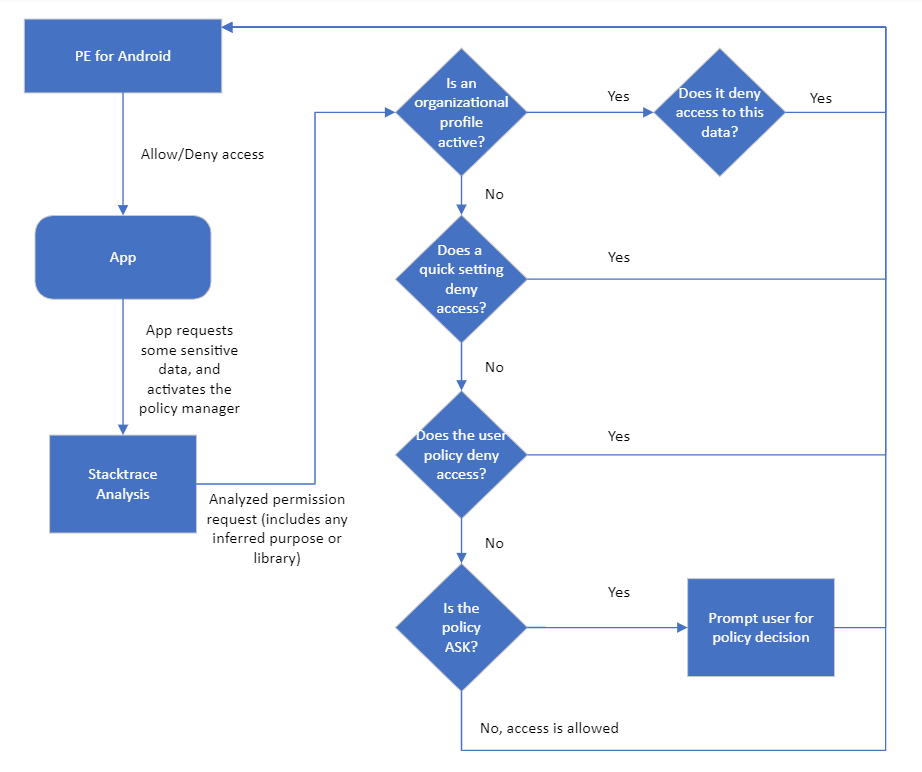 PE for Android
Allow/Deny access
App
App requests
some sensitive
data, and
activates the
policy manager
Stacktrace
Analysis
Analyzed permission
request (includes any
inferred purpose or
library)
Is an
organizational
profile
active?
Yes
Does it deny
access to this
data?
Yes
No
Does a
quick setting
deny
access?
Yes
No
Does the user
policy deny
access?
Yes
No
Is the
policy
ASK?
Yes
Prompt user for
policy decision
No, access is allowed